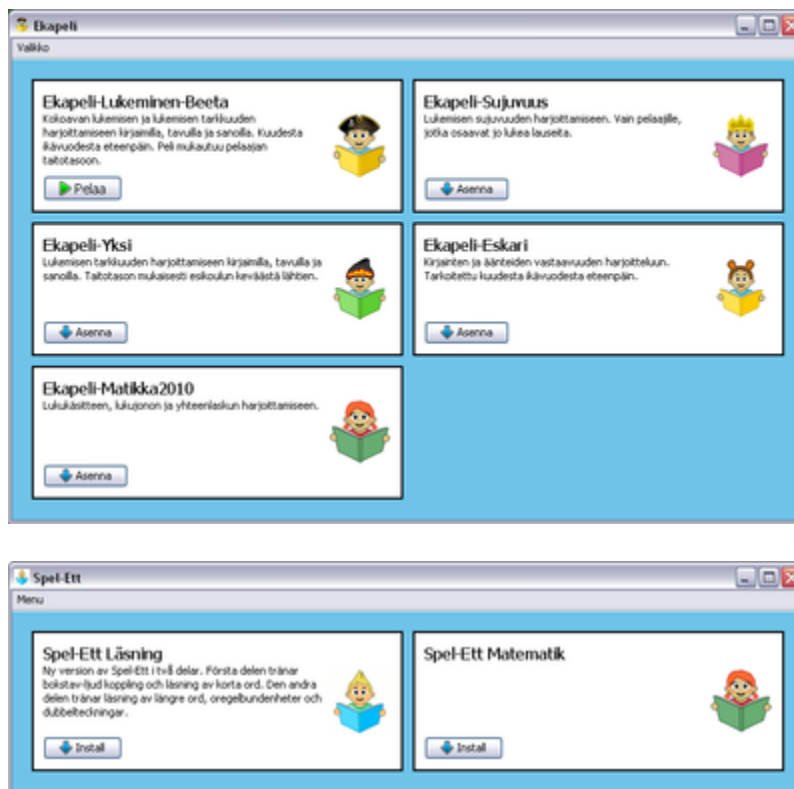 Ekapeli
Valikko
Ekapeli-Lukeminen-Beeta
Kokoavan lukemisen ja lukemisen tarkkuuden
harjoittamiseen kirjaimilla, tavuilla ja sanoilla. Kuudesta
ikävuodesta eteenpäin. Peli mukautuu pelaajan
taitotasoon.
Pelaa
Ekapeli-Sujuvuus
Lukemisen sujuvuuden harjoittamiseen. Vain pelaajille,
jotka osaavat jo lukea lauseita.
Asenna
Ekapeli-Yksi
Lukemisen tarkkuuden harjoittamiseen kirjaimilla, tavuilla ja
sanoilla. Taitotason mukaisesti esikoulun keväästä lähtien.
Asenna
Ekapeli-Eskari
Kirjainten ja äänteiden vastaavuuden harjoitteluun.
Tarkoitettu kuudesta ikävuodesta eteenpäin.
Asenna
Ekapeli-Matikka2010
Lukukäsitteen, lukujonon ja yhteenlaskun harjoittamiseen.
Asenna
Spel-Ett
Menu
Spel-Ett Läsning
Ny version av Spel-Ett i två delar. Första delen tränar
bokstav-ljud koppling och läsning av korta ord. Den andra
delen tränar läsning av längre ord, oregelbundenheter och
dubbelteckningar.
Install
Spel-Ett Matematik
Install